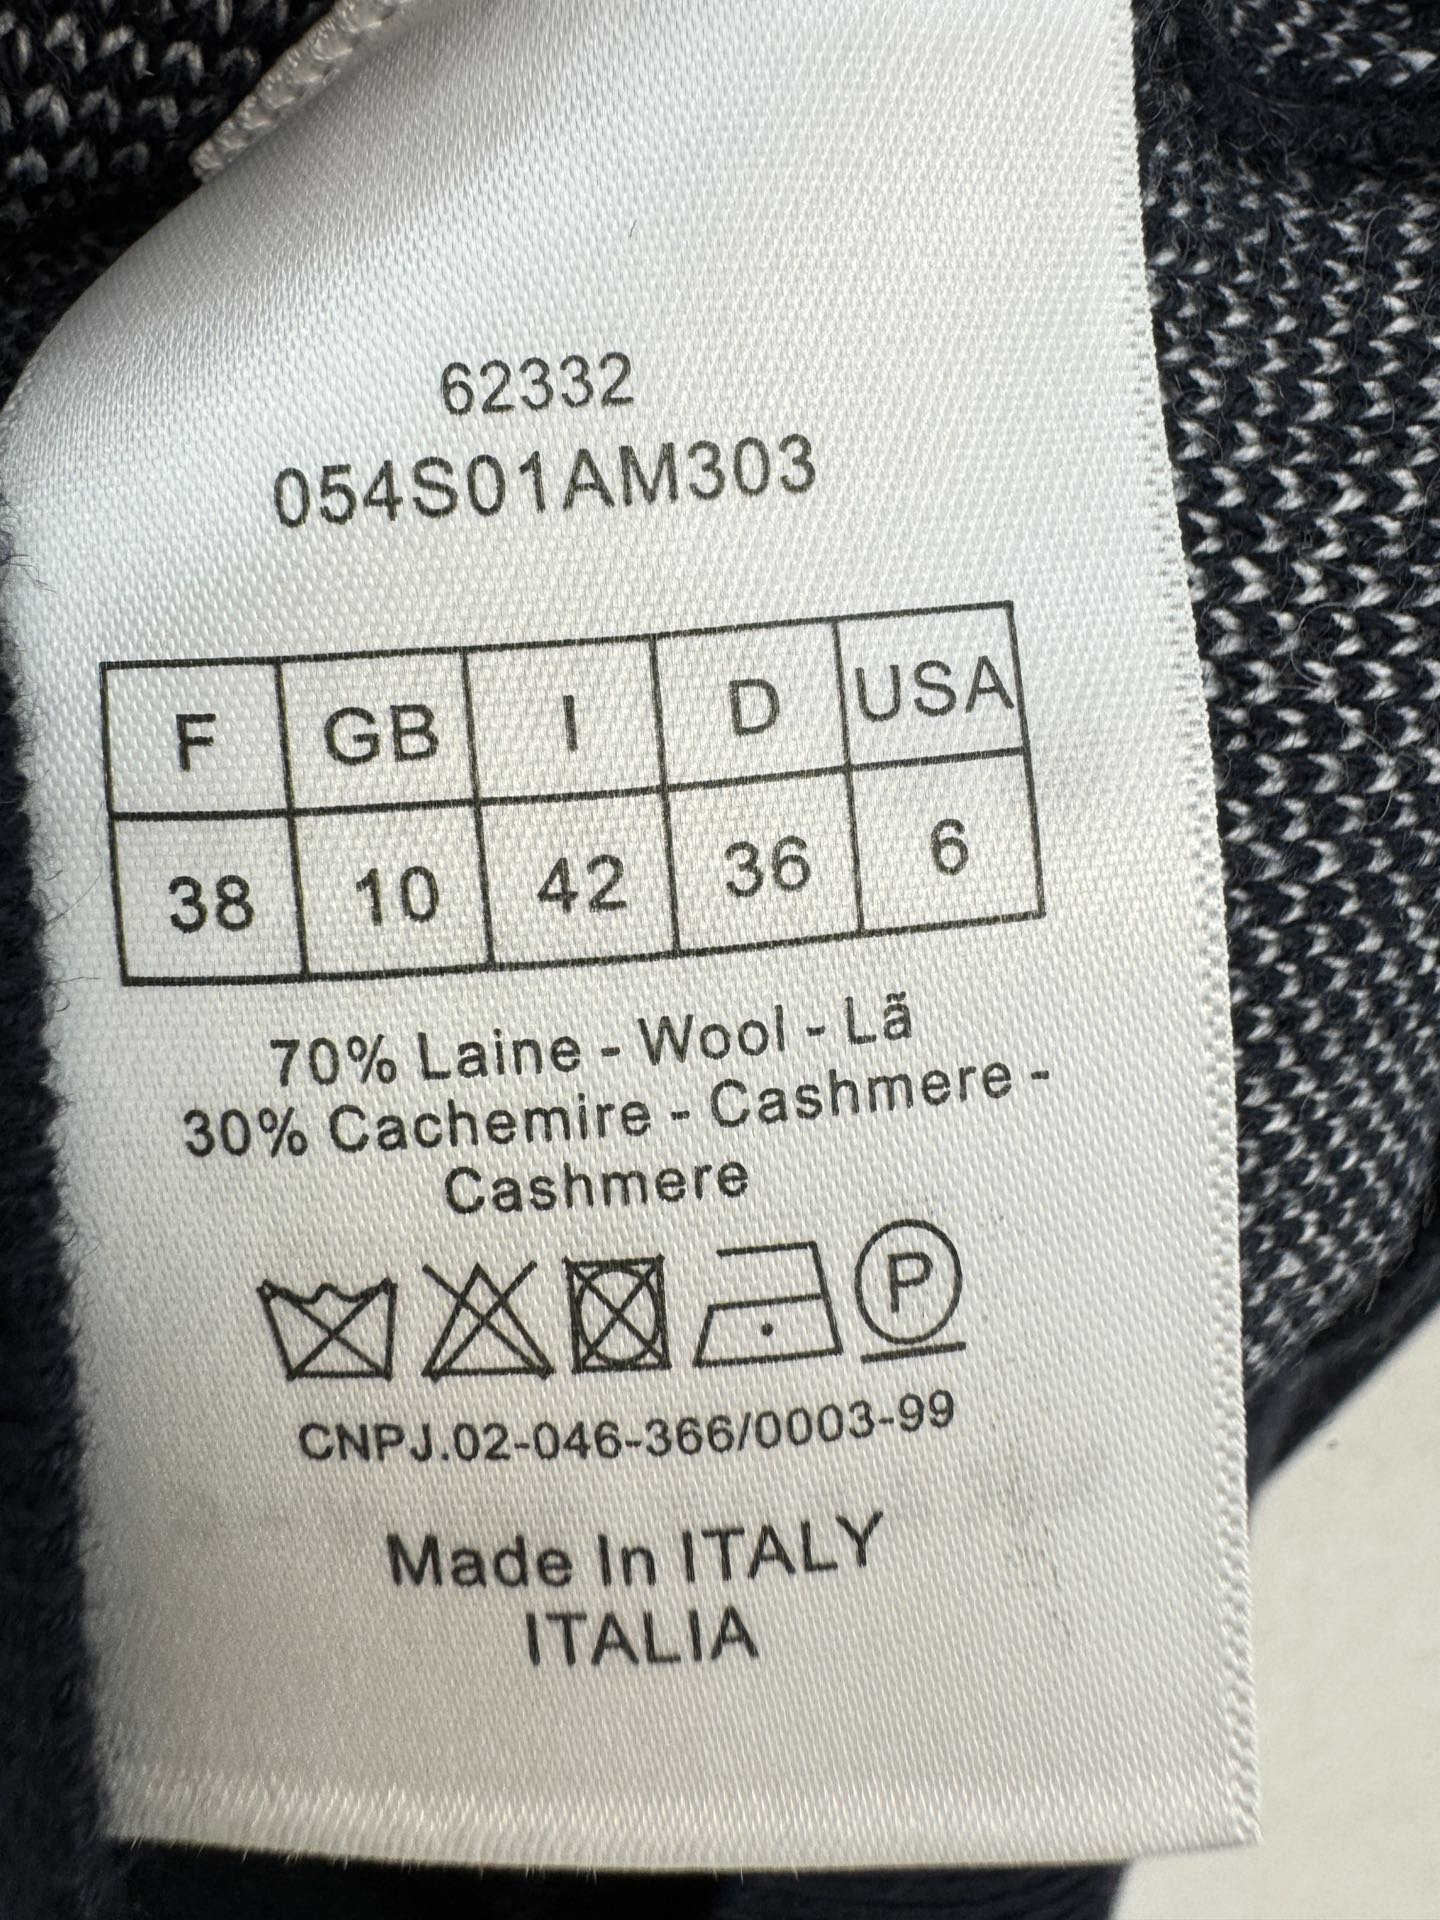 62332
054S01AM303
F GB I D USA
38 10 42 36 6
70% Laine - Wool - Lã
30% Cachemire - Cashmere -
Cashmere
P
CNPJ.02-046-366/0003-99
Made In ITALY
ITALIA